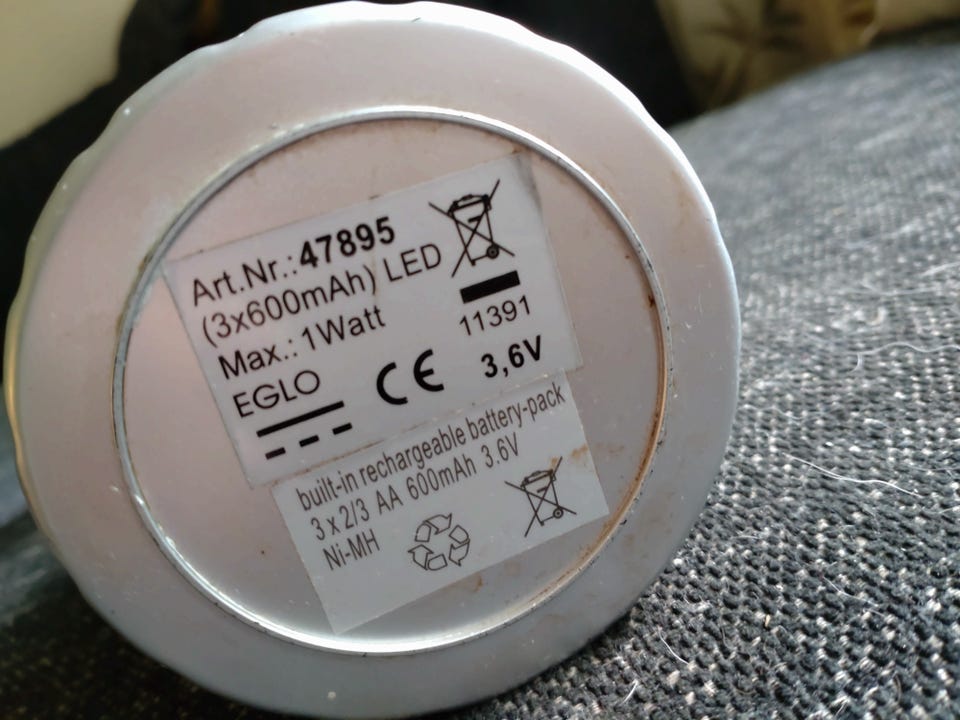 Art.Nr.:47895
(3x600mAh) LED
Max.: 1Watt
11391
EGLO
CE
3,6V
built-in rechargeable battery-pack
3 x 2/3 AA 600mAh 3.6V
Ni-MH